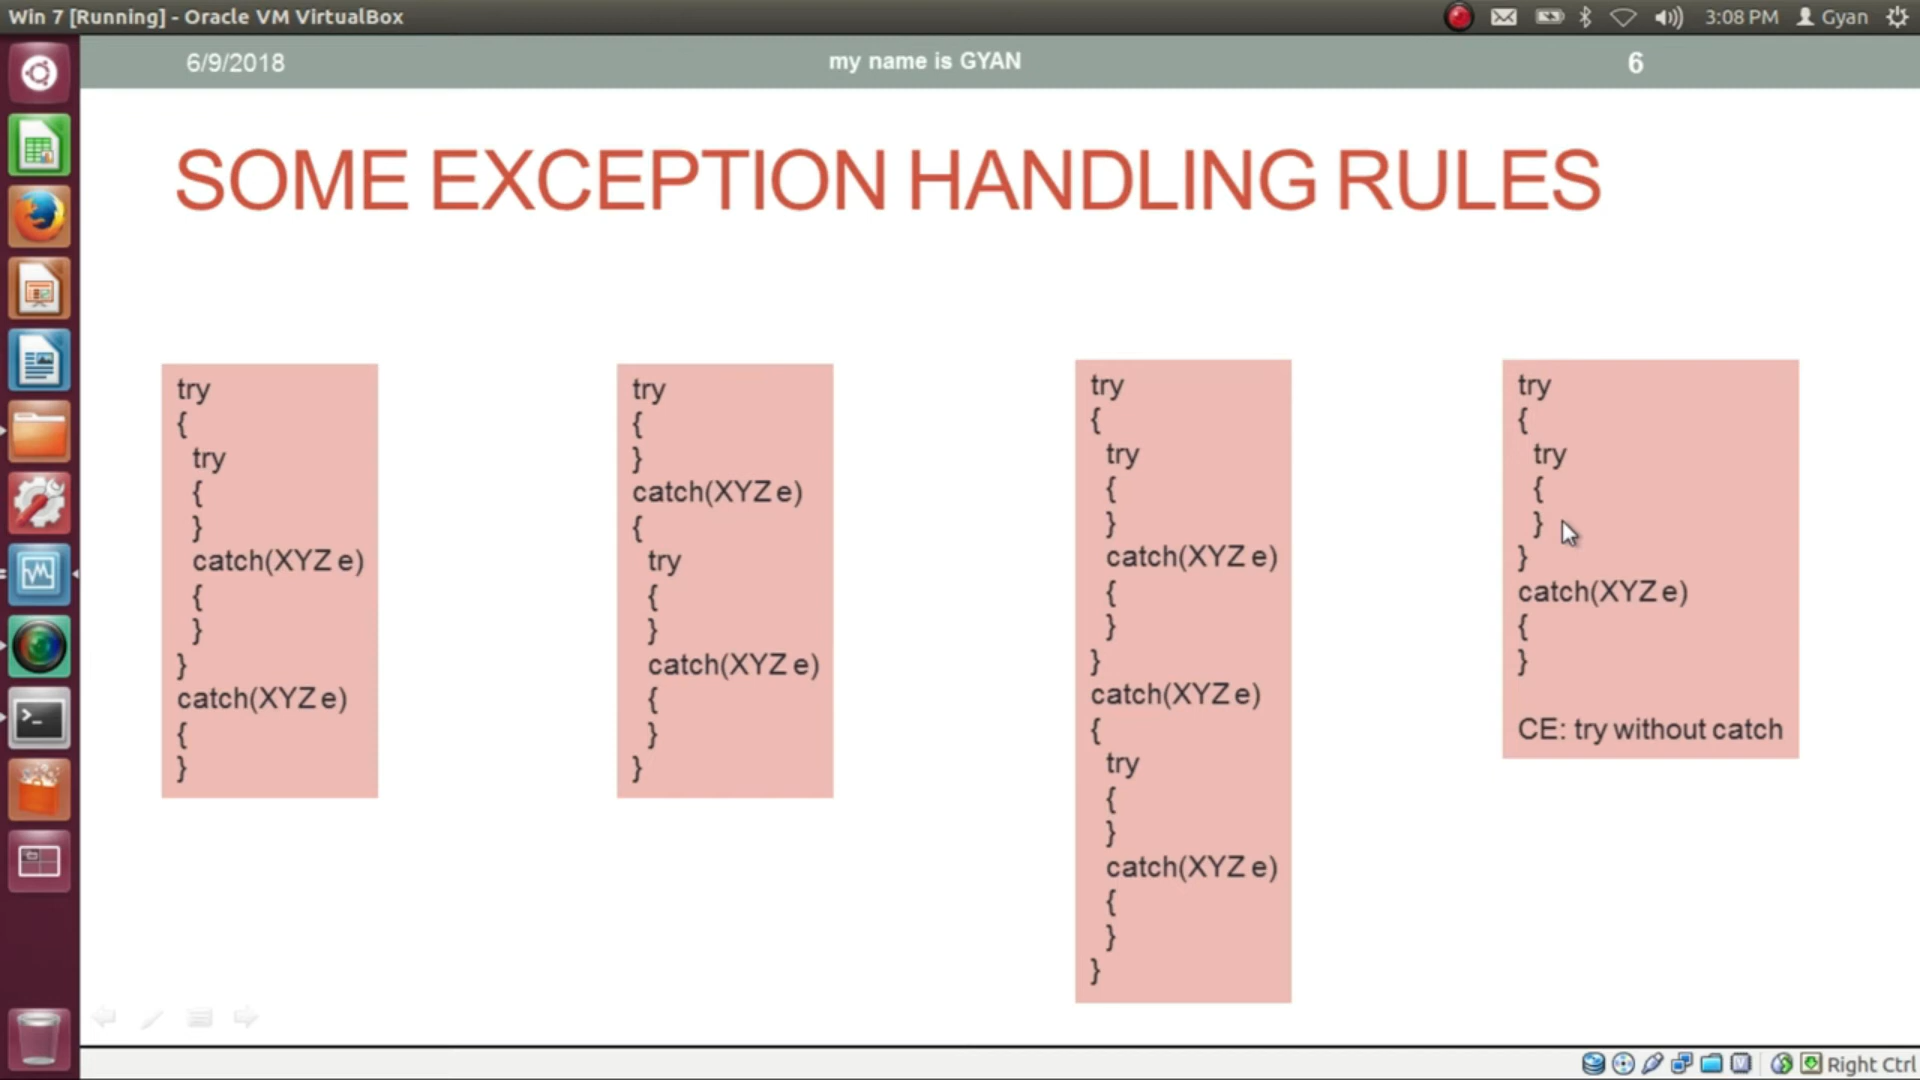 Win 7 [Running] - Oracle VM VirtualBox
3:08 PM
Gyan
6/9/2018
my name is GYAN
6
SOME EXCEPTION HANDLING RULES
try
{
try
{
}
catch(XYZ e)
{
}
}
catch(XYZ e)
{
}
try
{
}
catch(XYZ e)
{
try
{
}
catch(XYZ e)
{
}
}
try
{
try
{
}
catch(XYZ e)
{
}
}
catch(XYZ e)
{
try
{
}
catch(XYZ e)
{
}
}
try
{
try
{
}
}
catch(XYZ e)
{
}
CE: try without catch
Right Ctrl